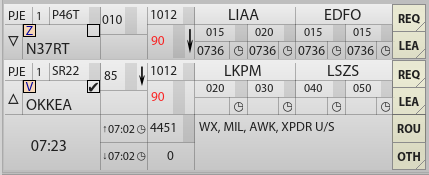 PJE 1 P46T 010 1012 LIAA EDFO REQ
Z 015 020 015 015
N37RT 90 0736 0736 0736 0736 LEA
PJE 1 SR22 85 1012 LKPM LSZS REQ
V 020 030 040 050
OKKEA 90 LEA
07:23 ↑07:02 4451 WX, MIL, AWK, XPDR U/S ROU
↓07:02 0 OTH